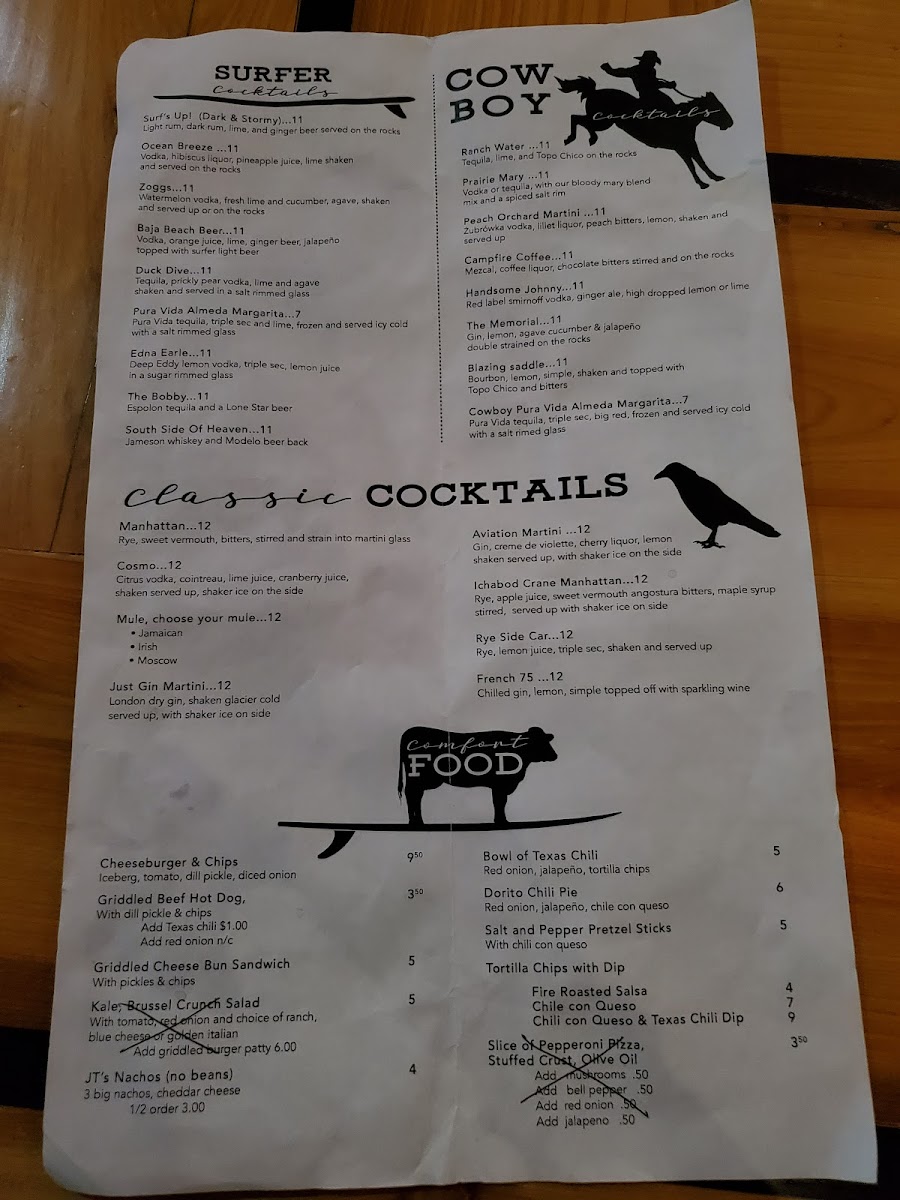 SURFER
Cocktails
Surf's Up! (Dark & Stormy)...11
Light rum, dark rum, lime, and ginger beer served on the rocks
Ocean Breeze ...11
Vodka, hibiscus liquor, pineapple juice, lime shaken
and served on the rocks
Zoggs...11
Watermelon vodka, fresh lime and cucumber, agave, shaken
and served up or on the rocks
Baja Beach Beer...11
Vodka, orange juice, lime, ginger beer, jalapeño
topped with surfer light beer
Duck Dive...11
Tequila, prickly pear vodka, lime and agave
shaken and served in a salt rimmed glass
Pura Vida Almeda Margarita...7
Pura Vida tequila, triple sec and lime, frozen and served icy cold
with a salt rimmed glass
Edna Earle...11
Deep Eddy lemon vodka, triple sec, lemon juice
in a sugar rimmed glass
The Bobby...11
Espolon tequila and a Lone Star beer
South Side Of Heaven...11
Jameson whiskey and Modelo beer back
COW
BOY
cocktails
Ranch Water ...11
Tequila, lime, and Topo Chico on the rocks
Prairie Mary ...11
Vodka or tequila, with our bloody mary blend
mix and a spiced salt rim
Peach Orchard Martini ...11
Zubrówka vodka, lillet liquor, peach bitters, lemon, shaken and
served up
Campfire Coffee...11
Mezcal, coffee liquor, chocolate bitters stirred and on the rocks
Handsome Johnny...11
Red label smirnoff vodka, ginger ale, high dropped lemon or lime
The Memorial...11
Gin, lemon, agave cucumber & jalapeño
double strained on the rocks
Blazing saddle...11
Bourbon, lemon, simple, shaken and topped with
Topo Chico and bitters
Cowboy Pura Vida Almeda Margarita...7
Pura Vida tequila, triple sec, big red, frozen and served icy cold
with a salt rimed glass
classic COCKTAILS
Manhattan...12
Rye, sweet vermouth, bitters, stirred and strain into martini glass
Cosmo...12
Citrus vodka, cointreau, lime juice, cranberry juice,
shaken served up, shaker ice on the side
Mule, choose your mule...12
• Jamaican
• Irish
• Moscow
Just Gin Martini...12
London dry gin, shaken glacier cold
served up, with shaker ice on side
Aviation Martini ...12
Gin, creme de violette, cherry liquor, lemon
shaken served up, with shaker ice on the side
Ichabod Crane Manhattan...12
Rye, apple juice, sweet vermouth angostura bitters, maple syrup
stirred, served up with shaker ice on side
Rye Side Car...12
Rye, lemon juice, triple sec, shaken and served up
French 75 ...12
Chilled gin, lemon, simple topped off with sparkling wine
comfort
FOOD
Cheeseburger & Chips 9⁵⁰
Iceberg, tomato, dill pickle, diced onion
Griddled Beef Hot Dog, 3⁵⁰
With dill pickle & chips
Add Texas chili $1.00
Add red onion n/c
Griddled Cheese Bun Sandwich 5
With pickles & chips
Kale, Brussel Crunch Salad 5
With tomato, red onion and choice of ranch,
blue cheese or golden italian
Add griddled burger patty 6.00
JT's Nachos (no beans) 4
3 big nachos, cheddar cheese
1/2 order 3.00
Bowl of Texas Chili 5
Red onion, jalapeño, tortilla chips
Dorito Chili Pie 6
Red onion, jalapeño, chile con queso
Salt and Pepper Pretzel Sticks 5
With chili con queso
Tortilla Chips with Dip
Fire Roasted Salsa 4
Chile con Queso 7
Chili con Queso & Texas Chili Dip 9
Slice of Pepperoni Pizza, 3⁵⁰
Stuffed Crust, Olive Oil
Add mushrooms .50
Add bell pepper .50
Add red onion .50
Add jalapeno .50